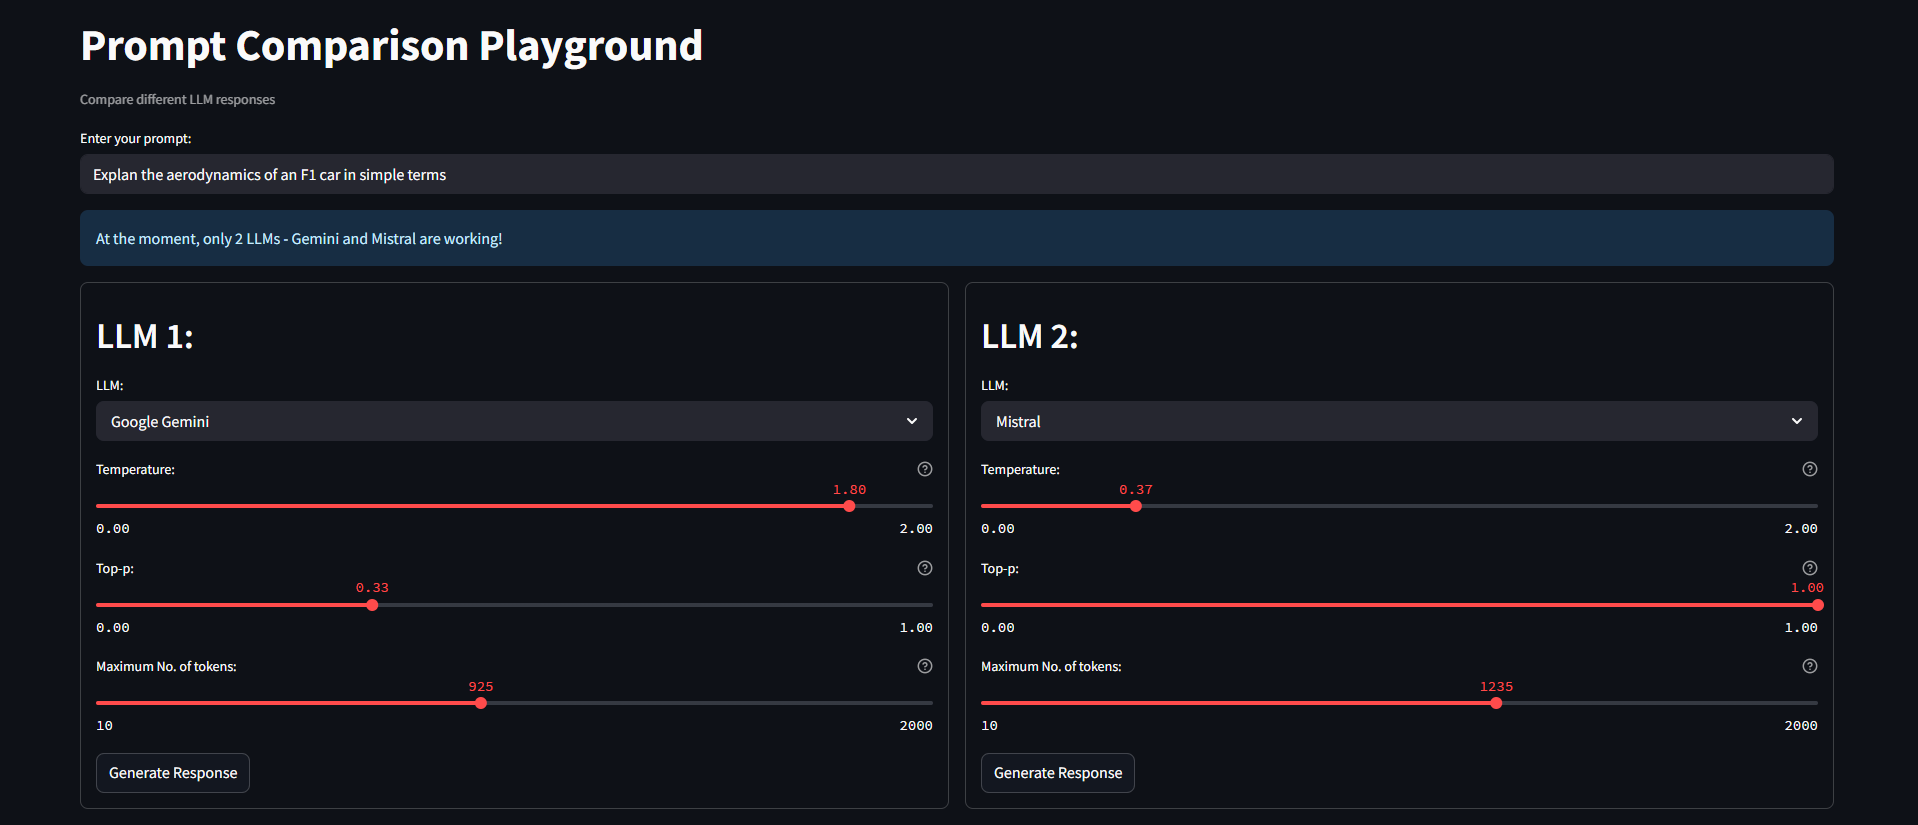 Prompt Comparison Playground
Compare different LLM responses
Enter your prompt:
Explan the aerodynamics of an F1 car in simple terms
At the moment, only 2 LLMs - Gemini and Mistral are working!
LLM 1:
LLM:
Google Gemini
Temperature:
1.80
0.00 2.00
Top-p:
0.33
0.00 1.00
Maximum No. of tokens:
925
10 2000
Generate Response
LLM 2:
LLM:
Mistral
Temperature:
0.37
0.00 2.00
Top-p:
1.00
0.00 1.00
Maximum No. of tokens:
1235
10 2000
Generate Response